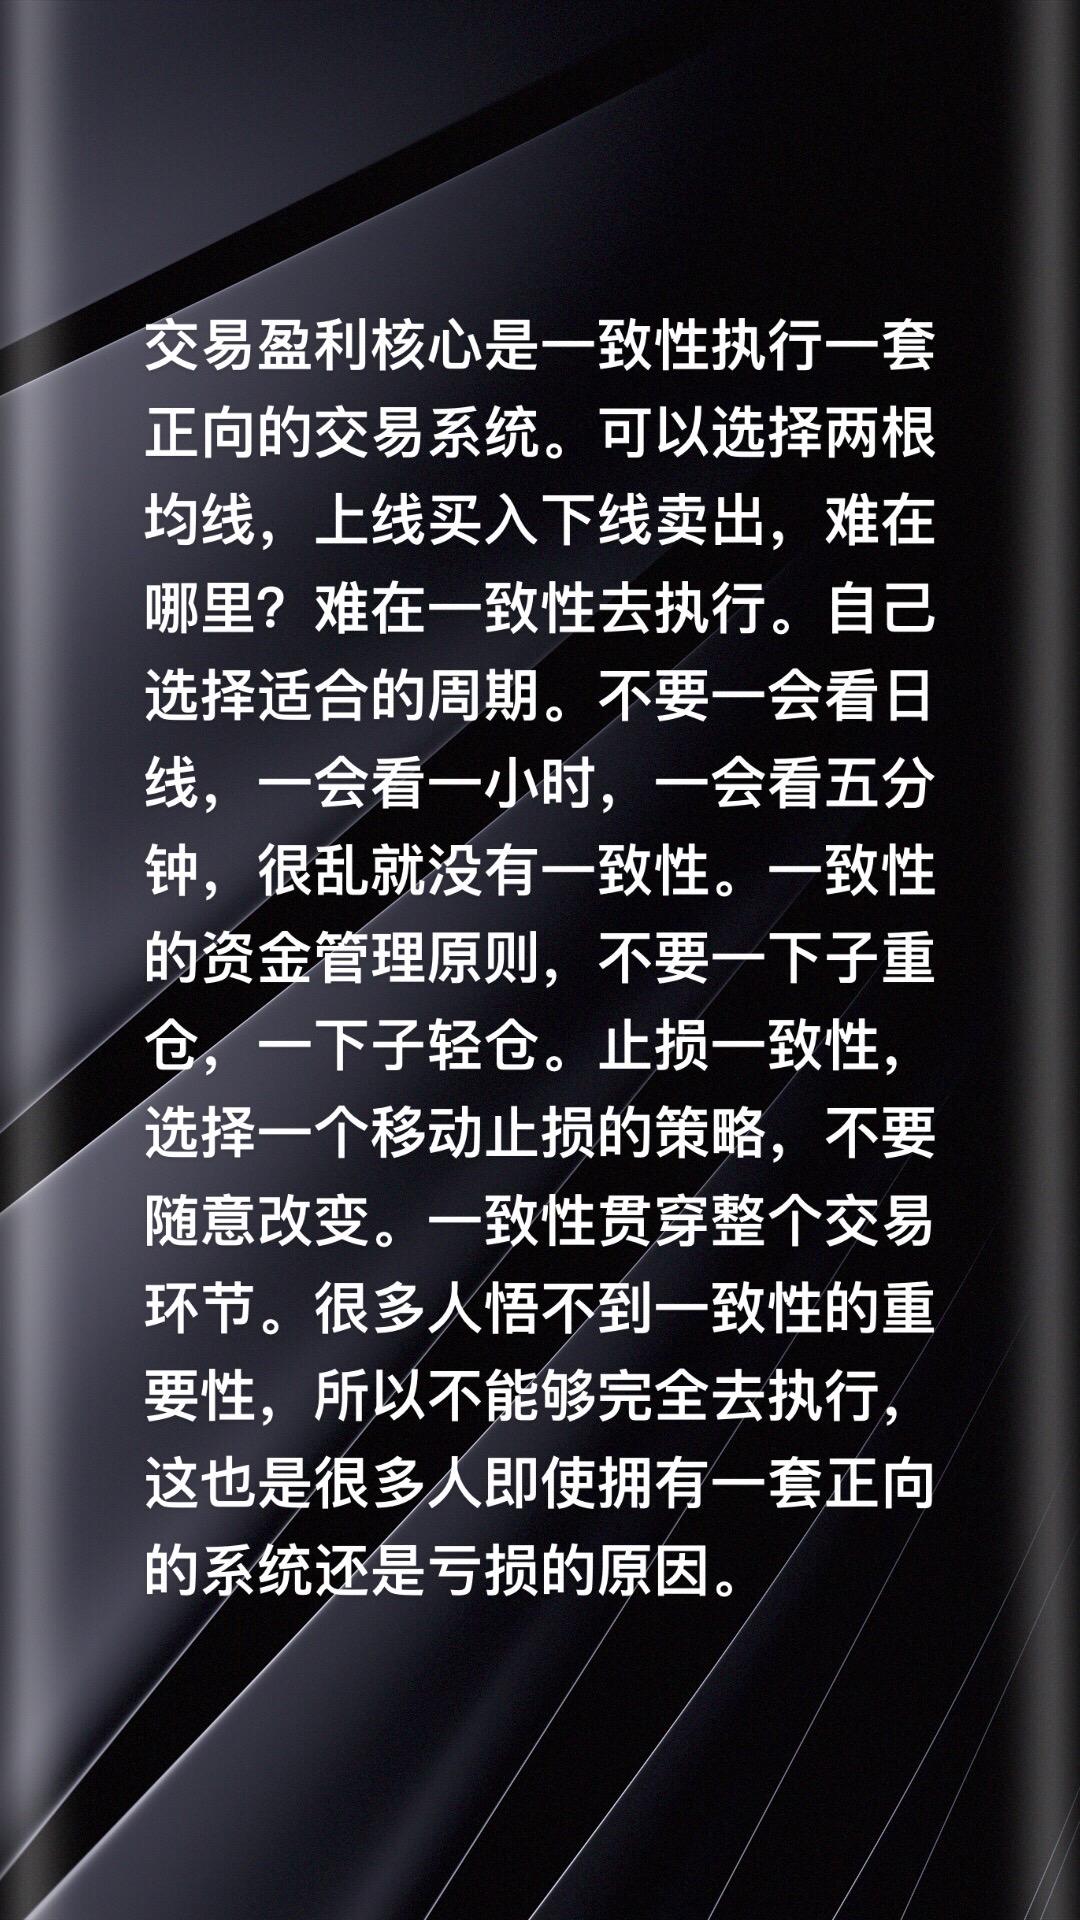 交易盈利核心是一致性执行一套
正向的交易系统。可以选择两根
均线，上线买入下线卖出，难在
哪里？难在一致性去执行。自己
选择适合的周期。不要一会看日
线，一会看一小时，一会看五分
钟，很乱就没有一致性。一致性
的资金管理原则，不要一下子重
仓，一下子轻仓。止损一致性，
选择一个移动止损的策略，不要
随意改变。一致性贯穿整个交易
环节。很多人悟不到一致性的重
要性，所以不能够完全去执行，
这也是很多人即使拥有一套正向
的系统还是亏损的原因。